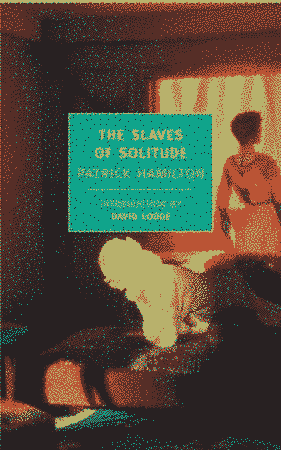 THE SLAVES
OF SOLITUDE
PATRICK HAMILTON
INTRODUCTION BY
DAVID LODGE